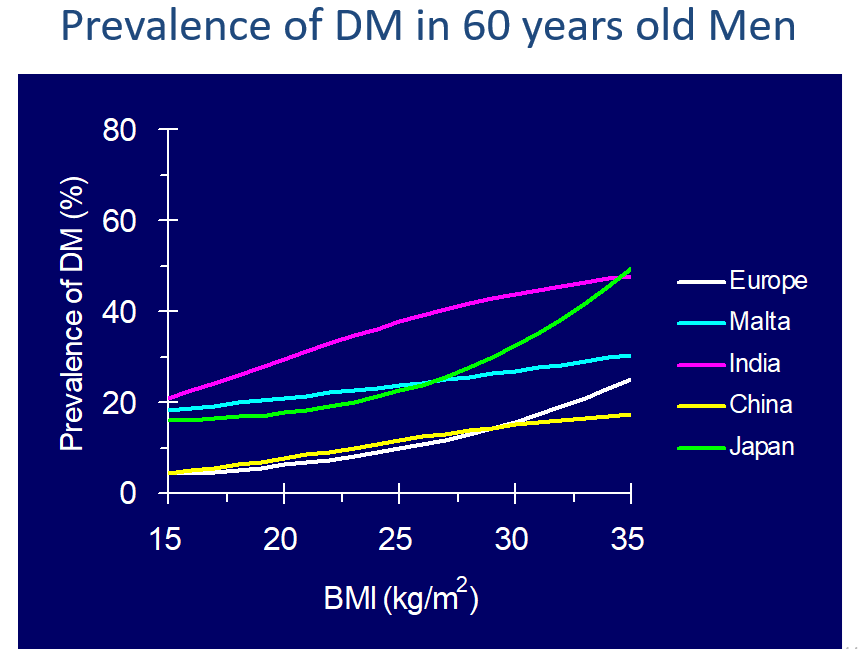 Prevalence of DM in 60 years old Men
80
60
40
20
0
Prevalence of DM (%)
15 20 25 30 35
BMI (kg/m²)
Europe
Malta
India
China
Japan